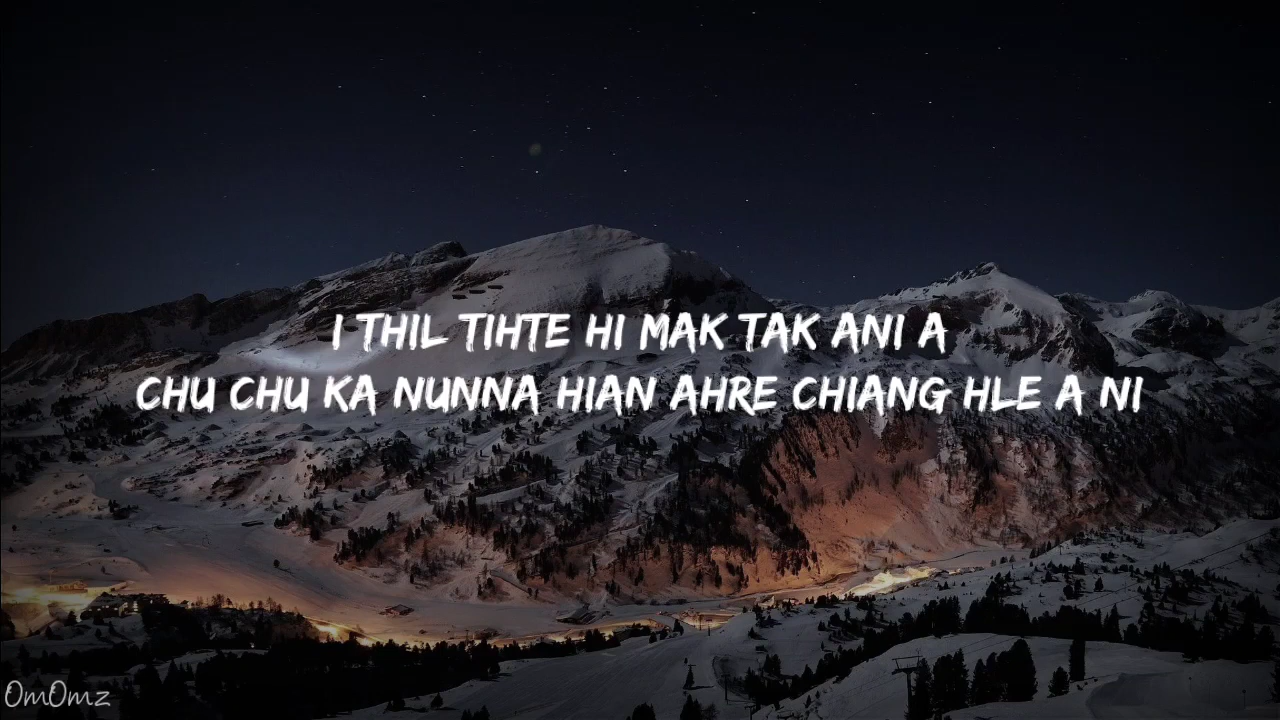 I THIL TIHTE HI MAK TAK ANI A
CHU CHU KA NUNNA HIAN AHRE CHIANG HLE A NI
OmOmz